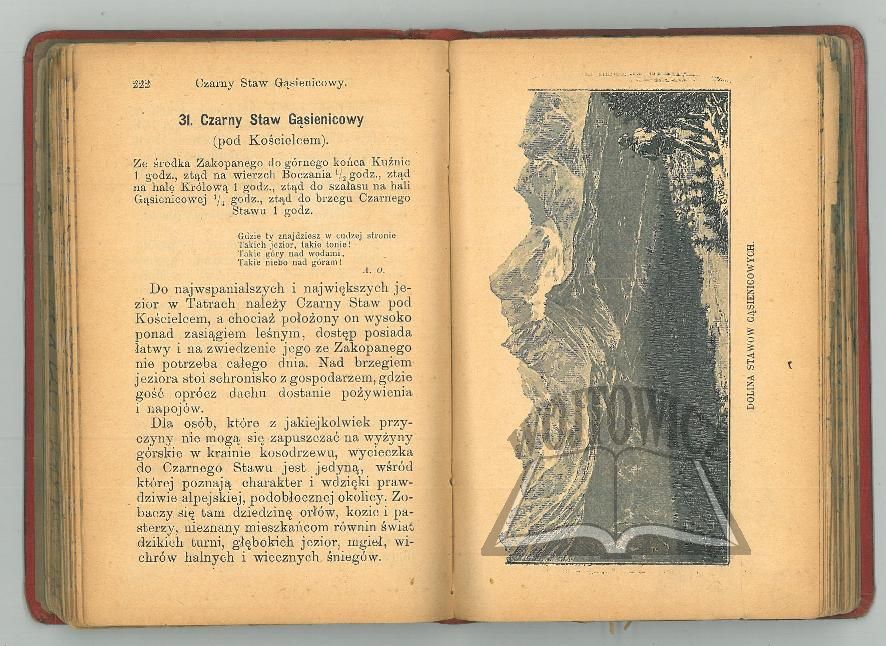 222
Czarny Staw Gąsienicowy.
31. Czarny Staw Gąsienicowy
(pod Kościelcem).
Ze środka Zakopanego do górnego końca Kuźnic
1 godz., ztąd na wierzch Boczania 1/2 godz., ztąd
na halę Królową 1 godz., ztąd do szałasu na hali
Gąsienicowej 1/4 godz., ztąd do brzegu Czarnego
Stawu 1 godz.
Gdzie ty znajdziesz w cudzej stronie
Takich jezior, takie tonie!
Takie góry nad wodami,
Takie niebo nad górami!
A. O.
Do najwspanialszych i największych je-
zior w Tatrach należy Czarny Staw pod
Kościelcem, a chociaż położony on wysoko
ponad zasiągiem leśnym, dostęp posiada
łatwy i na zwiedzenie jego ze Zakopanego
nie potrzeba całego dnia. Nad brzegiem
jeziora stoi schronisko z gospodarzem, gdzie
gość oprócz dachu dostanie pożywienia
i napojów.
Dla osób, które z jakiejkolwiek przy-
czyny nie mogą się zapuszczać na wyżyny
górskie w krainie kosodrzewu, wycieczka
do Czarnego Stawu jest jedyną, wśród
której poznają charakter i wdzięki praw-
dziwie alpejskiej, podobłocznej okolicy. Zo-
baczy się tam dziedzinę orłów, kozic i pa-
sterzy, nieznany mieszkańcom równin świat
dzikich turni, głębokich jezior, mgieł, wi-
chrów halnych i wiecznych śniegów.
DOLINA STAWÓW GĄSIENICOWYCH.
WÓJTOWICZ